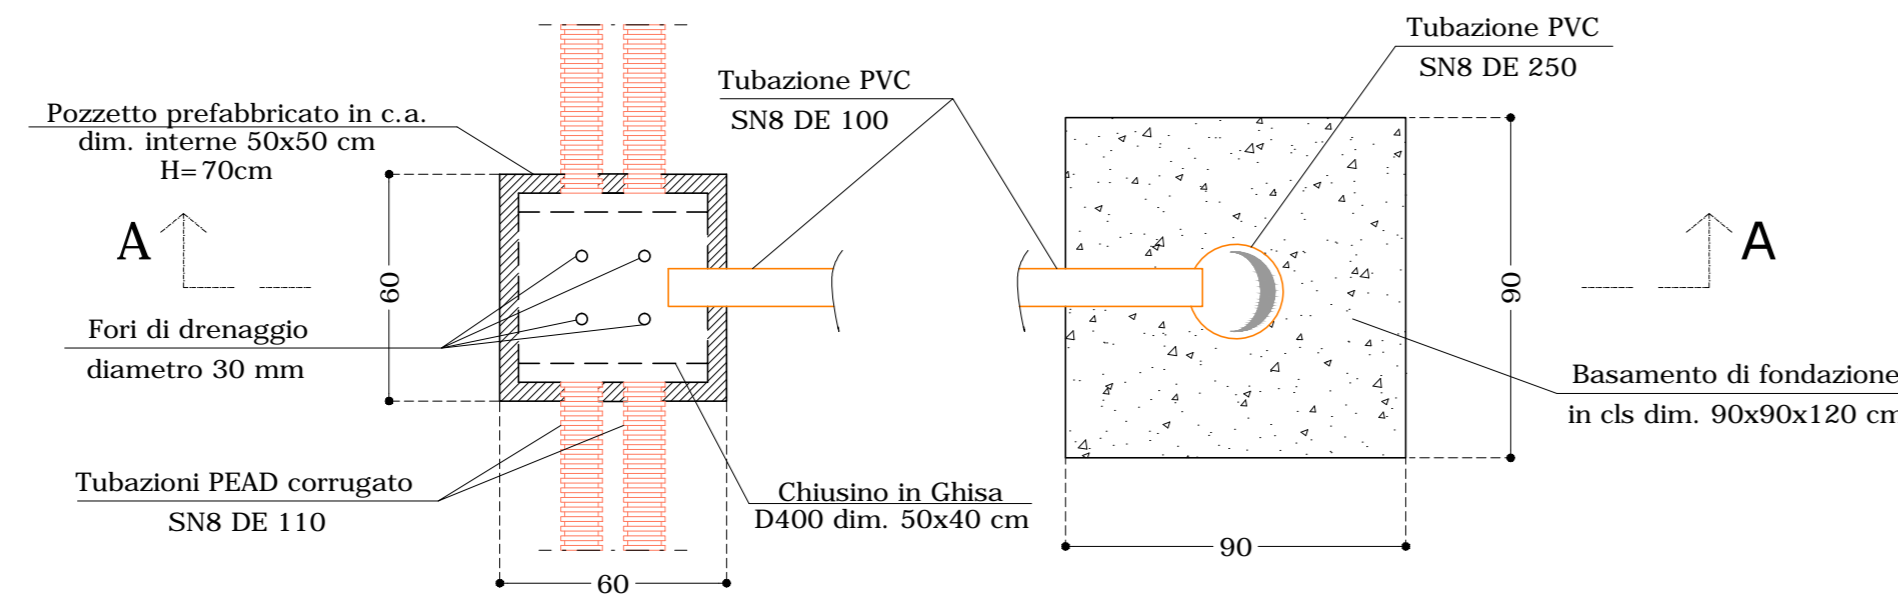 Tubazione PVC
SN8 DE 250
Tubazione PVC
SN8 DE 100
Pozzetto prefabbricato in c.a.
dim. interne 50x50 cm
H=70cm
A
A
60
90
Fori di drenaggio
diametro 30 mm
Basamento di fondazione
in cls dim. 90x90x120 cm
Tubazioni PEAD corrugato
SN8 DE 110
Chiusino in Ghisa
D400 dim. 50x40 cm
90
60